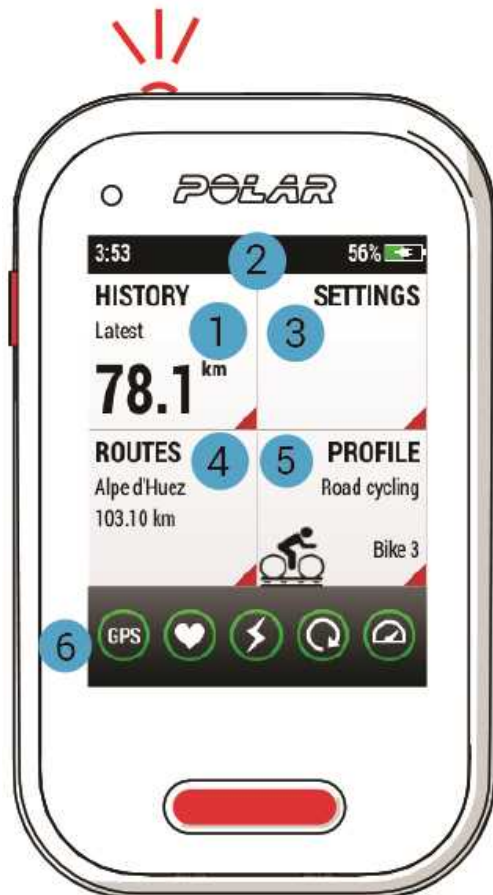 POLAR
3:53
2
56%
HISTORY
1
Latest
78.1 km
3
SETTINGS
ROUTES
4
Alpe d'Huez
103.10 km
5
PROFILE
Road cycling
Bike 3
6
GPS